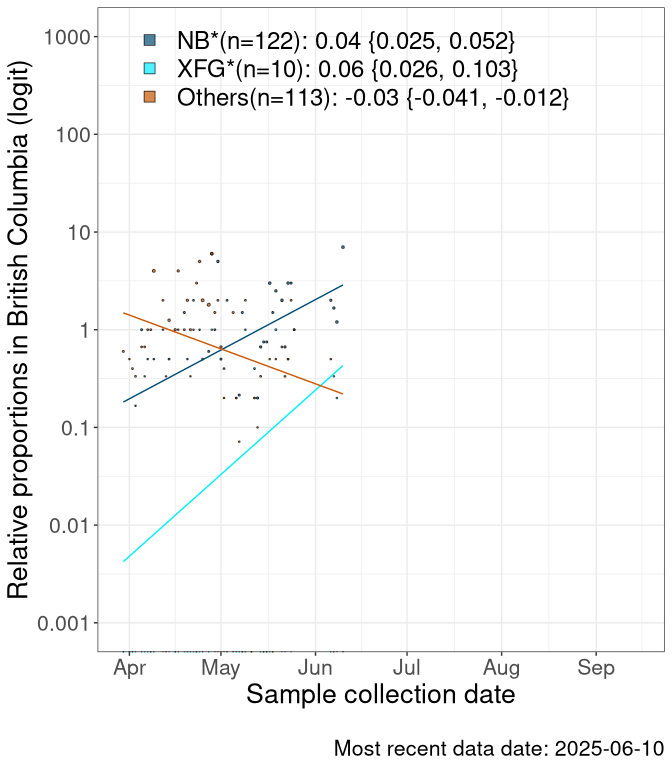 NB*(n=122): 0.04 {0.025, 0.052}
XFG*(n=10): 0.06 {0.026, 0.103}
Others(n=113): -0.03 {-0.041, -0.012}
Relative proportions in British Columbia (logit)
1000
100
10
1
0.1
0.01
0.001
Apr May Jun Jul Aug Sep
Sample collection date
Most recent data date: 2025-06-10